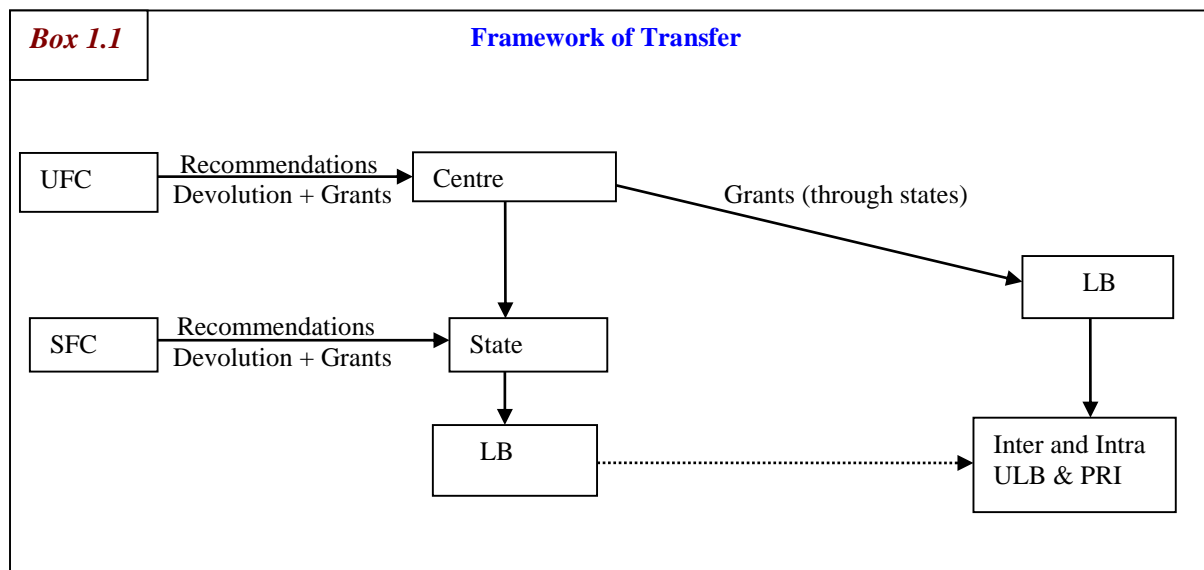 Box 1.1
Framework of Transfer
UFC
Recommendations
Devolution + Grants
Centre
Grants (through states)
LB
SFC
Recommendations
Devolution + Grants
State
LB
Inter and Intra
ULB & PRI